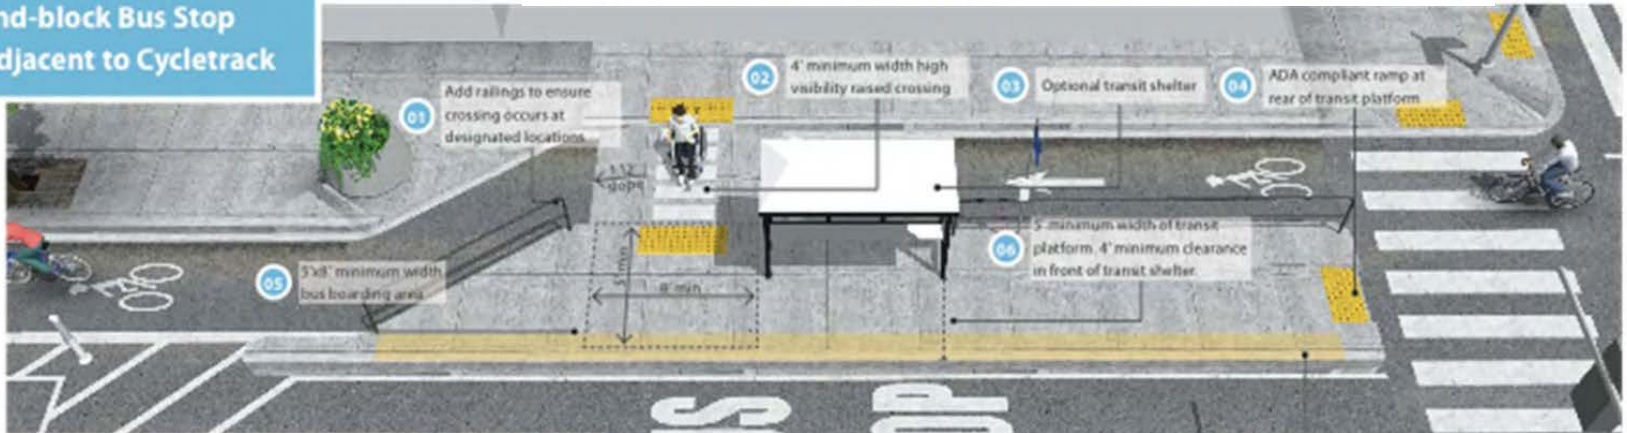 nd-block Bus Stop
djacent to Cycletrack
01
Add railings to ensure
crossing occurs at
designated locations
02
4' minimum width high
visibility raised crossing
03
Optional transit shelter
04
ADA compliant ramp at
rear of transit platform
1:12
slope
05
5'x8' minimum width
bus boarding area
5' min
8' min
06
5' minimum width of transit
platform. 4' minimum clearance
in front of transit shelter.
US
OP